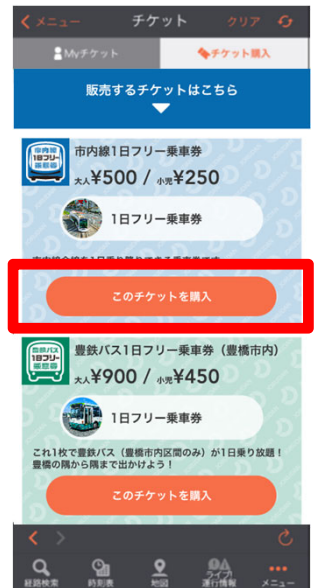 メニュー チケット クリア
Myチケット チケット購入
販売するチケットはこちら
市内線
1日フリー
乗車券
市内線1日フリー乗車券
大人¥500 / 小児¥250
1日フリー乗車券
このチケットを購入
豊鉄バス
1日フリー
乗車券
豊鉄バス1日フリー乗車券（豊橋市内）
大人¥900 / 小児¥450
1日フリー乗車券
これ1枚で豊鉄バス（豊橋市内区間のみ）が1日乗り放題！
豊橋の隅から隅まで出かけよう！
このチケットを購入
経路検索 時刻表 地図 ライブ! 運行情報 メニュー